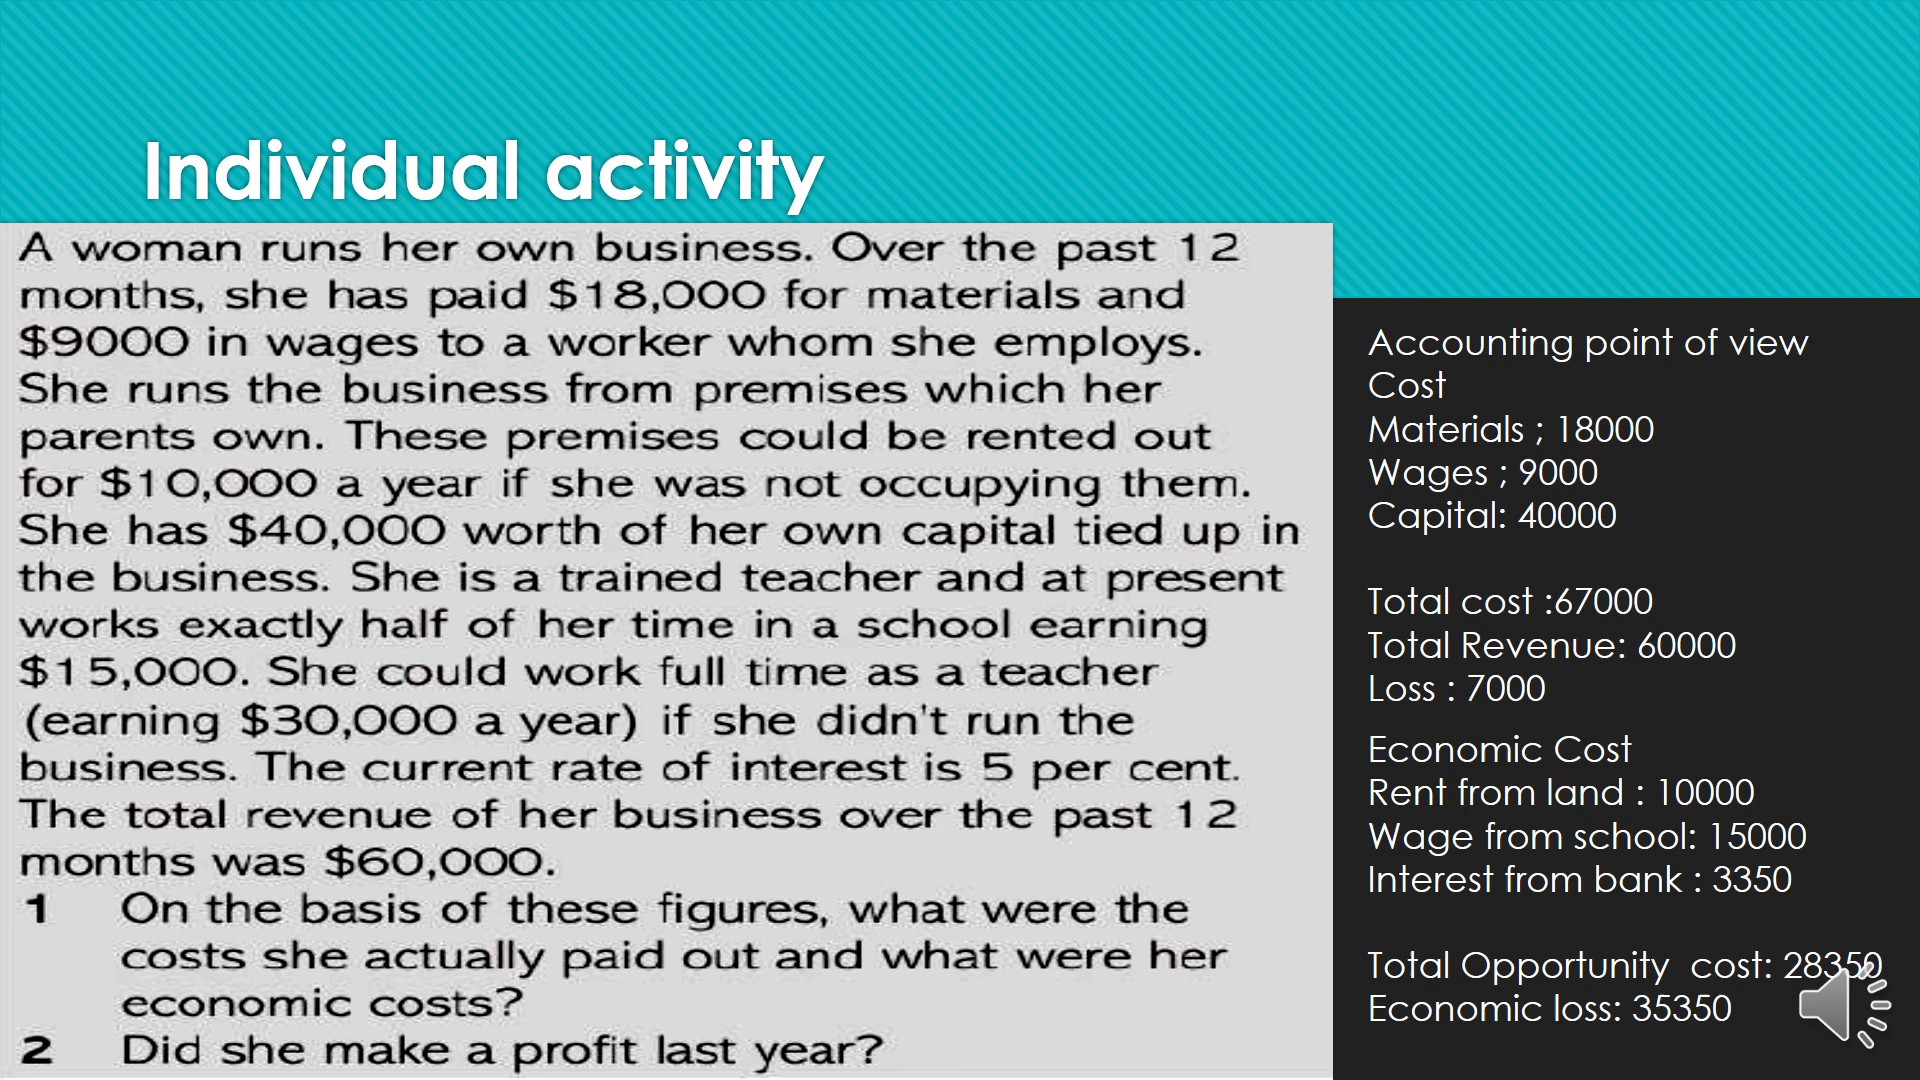 Individual activity
A woman runs her own business. Over the past 12
months, she has paid $18,000 for materials and
$9000 in wages to a worker whom she employs.
She runs the business from premises which her
parents own. These premises could be rented out
for $10,000 a year if she was not occupying them.
She has $40,000 worth of her own capital tied up in
the business. She is a trained teacher and at present
works exactly half of her time in a school earning
$15,000. She could work full time as a teacher
(earning $30,000 a year) if she didn't run the
business. The current rate of interest is 5 per cent.
The total revenue of her business over the past 12
months was $60,000.
1 On the basis of these figures, what were the
costs she actually paid out and what were her
economic costs?
2 Did she make a profit last year?
Accounting point of view
Cost
Materials ; 18000
Wages ; 9000
Capital: 40000
Total cost :67000
Total Revenue: 60000
Loss : 7000
Economic Cost
Rent from land : 10000
Wage from school: 15000
Interest from bank : 3350
Total Opportunity cost: 28350
Economic loss: 35350